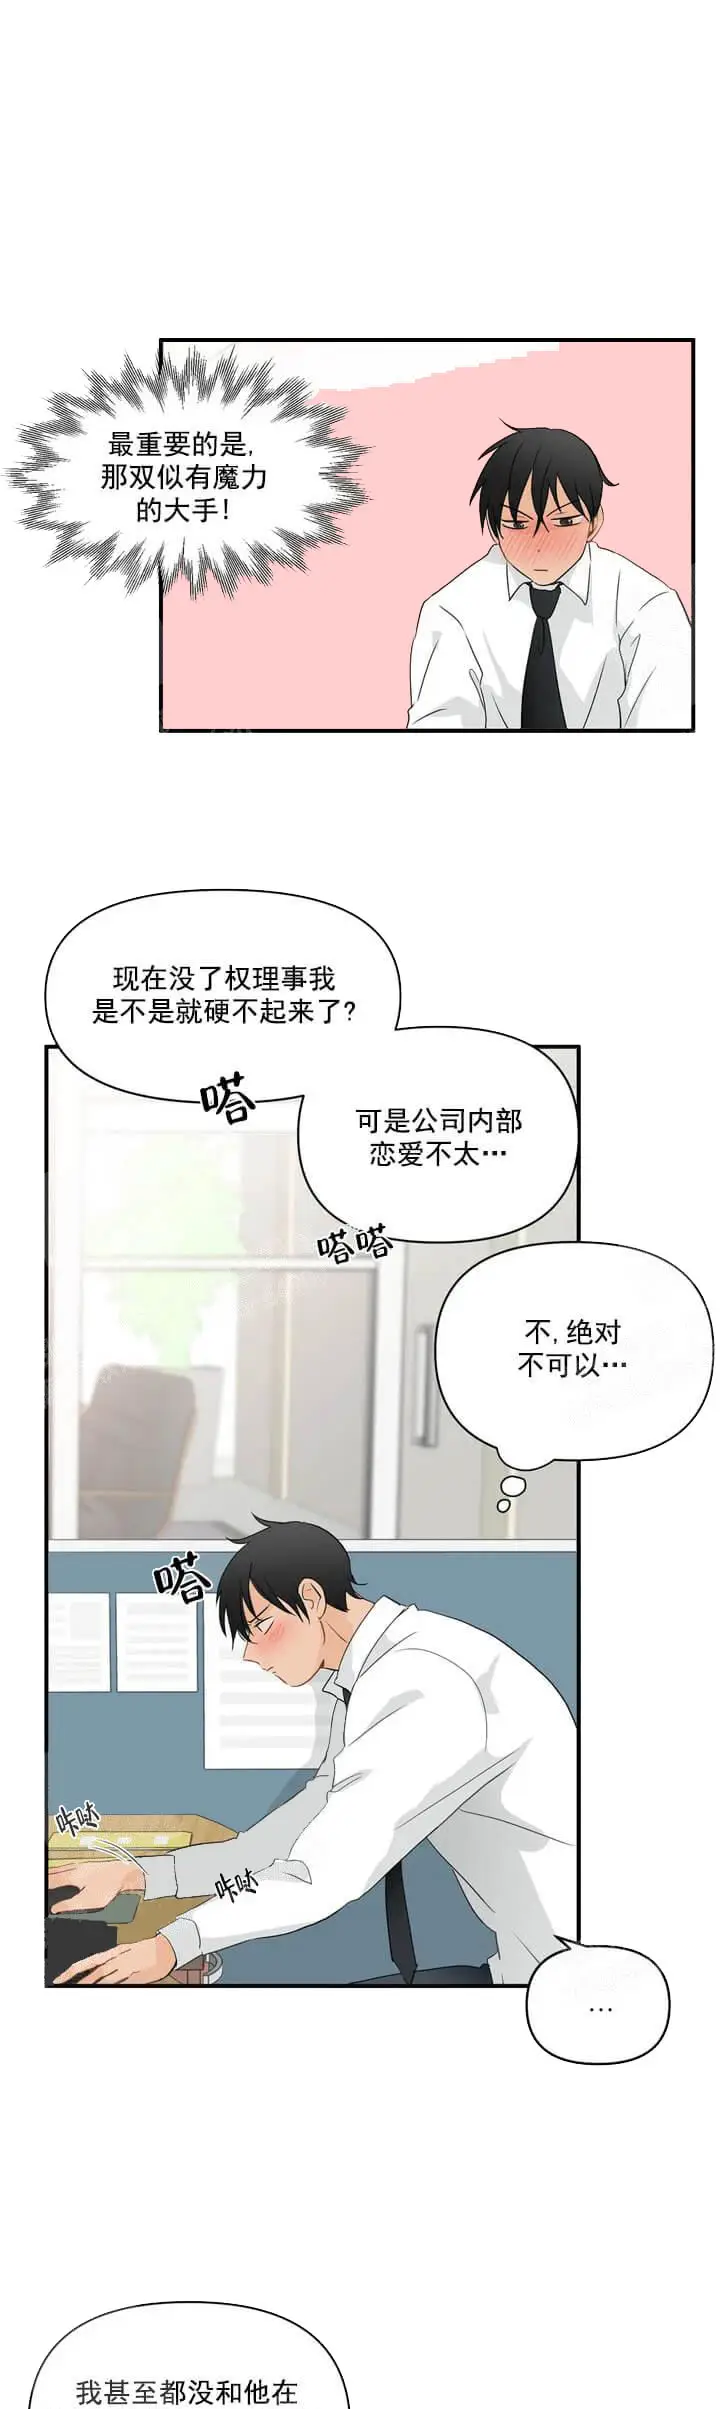 最重要的是,
那双似有魔力
的大手!
现在没了权理事我
是不是就硬不起来了?
嗒
可是公司内部
恋爱不太…
嗒嗒
不,绝对
不可以…
嗒
咔哒
咔哒
…
我甚至都没和他在